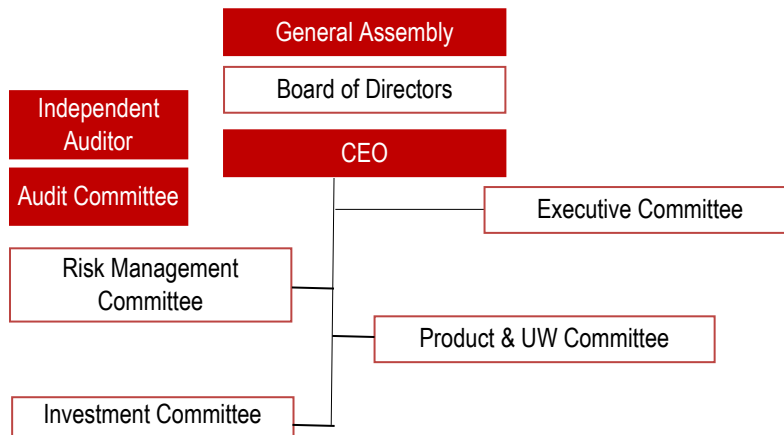 General Assembly
Board of Directors
Independent
Auditor
CEO
Audit Committee
Executive Committee
Risk Management
Committee
Product & UW Committee
Investment Committee